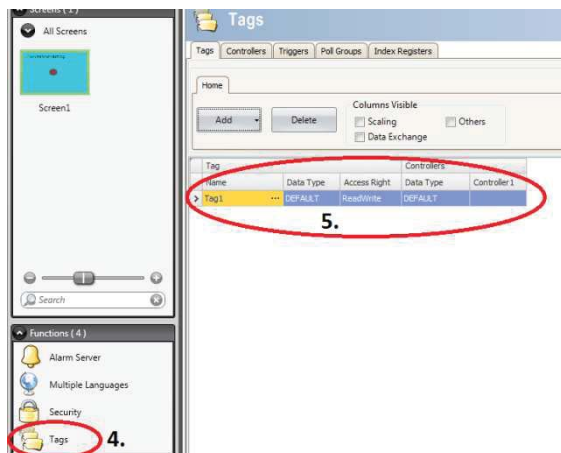 Screens ( 1 )
All Screens
Screen1
Search
Functions ( 4 )
Alarm Server
Multiple Languages
Security
Tags
4.
Tags
Tags Controllers Triggers Poll Groups Index Registers
Home
Add Delete
Columns Visible
Scaling Others
Data Exchange
Tag Controllers
Name Data Type Access Right Data Type Controller1
Tag1 ... DEFAULT ReadWrite DEFAULT
5.